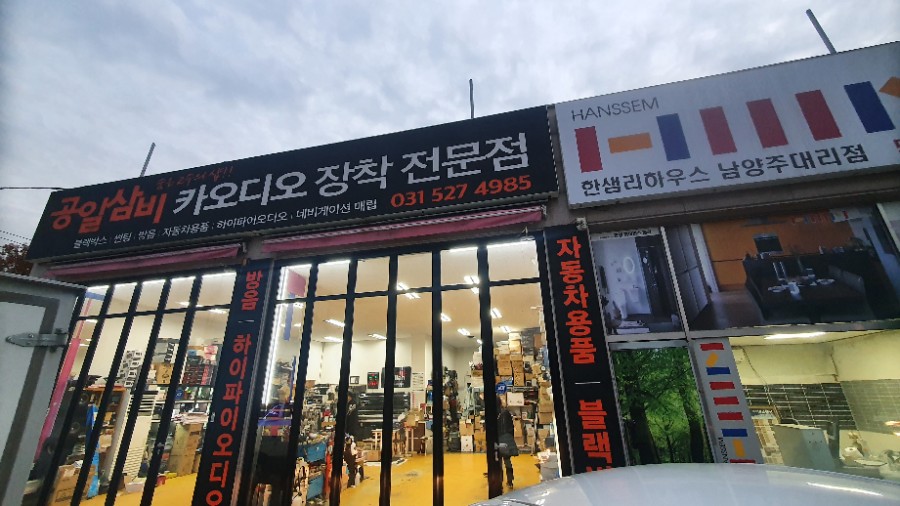 공일삼비 카오디오 장착 전문점
031 527 4985
블랙박스 · 썬팅 · 방음 · 자동차용품 · 하이파이오디오 · 네비게이션 매립
방음 — 하이파이오디오
자동차용품 — 블랙
HANSSEM
한샘리하우스 남양주대리점
HANSSEM